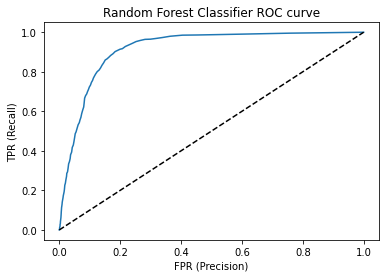 Random Forest Classifier ROC curve
1.0
0.8
0.6
0.4
0.2
0.0
TPR (Recall)
0.0 0.2 0.4 0.6 0.8 1.0
FPR (Precision)